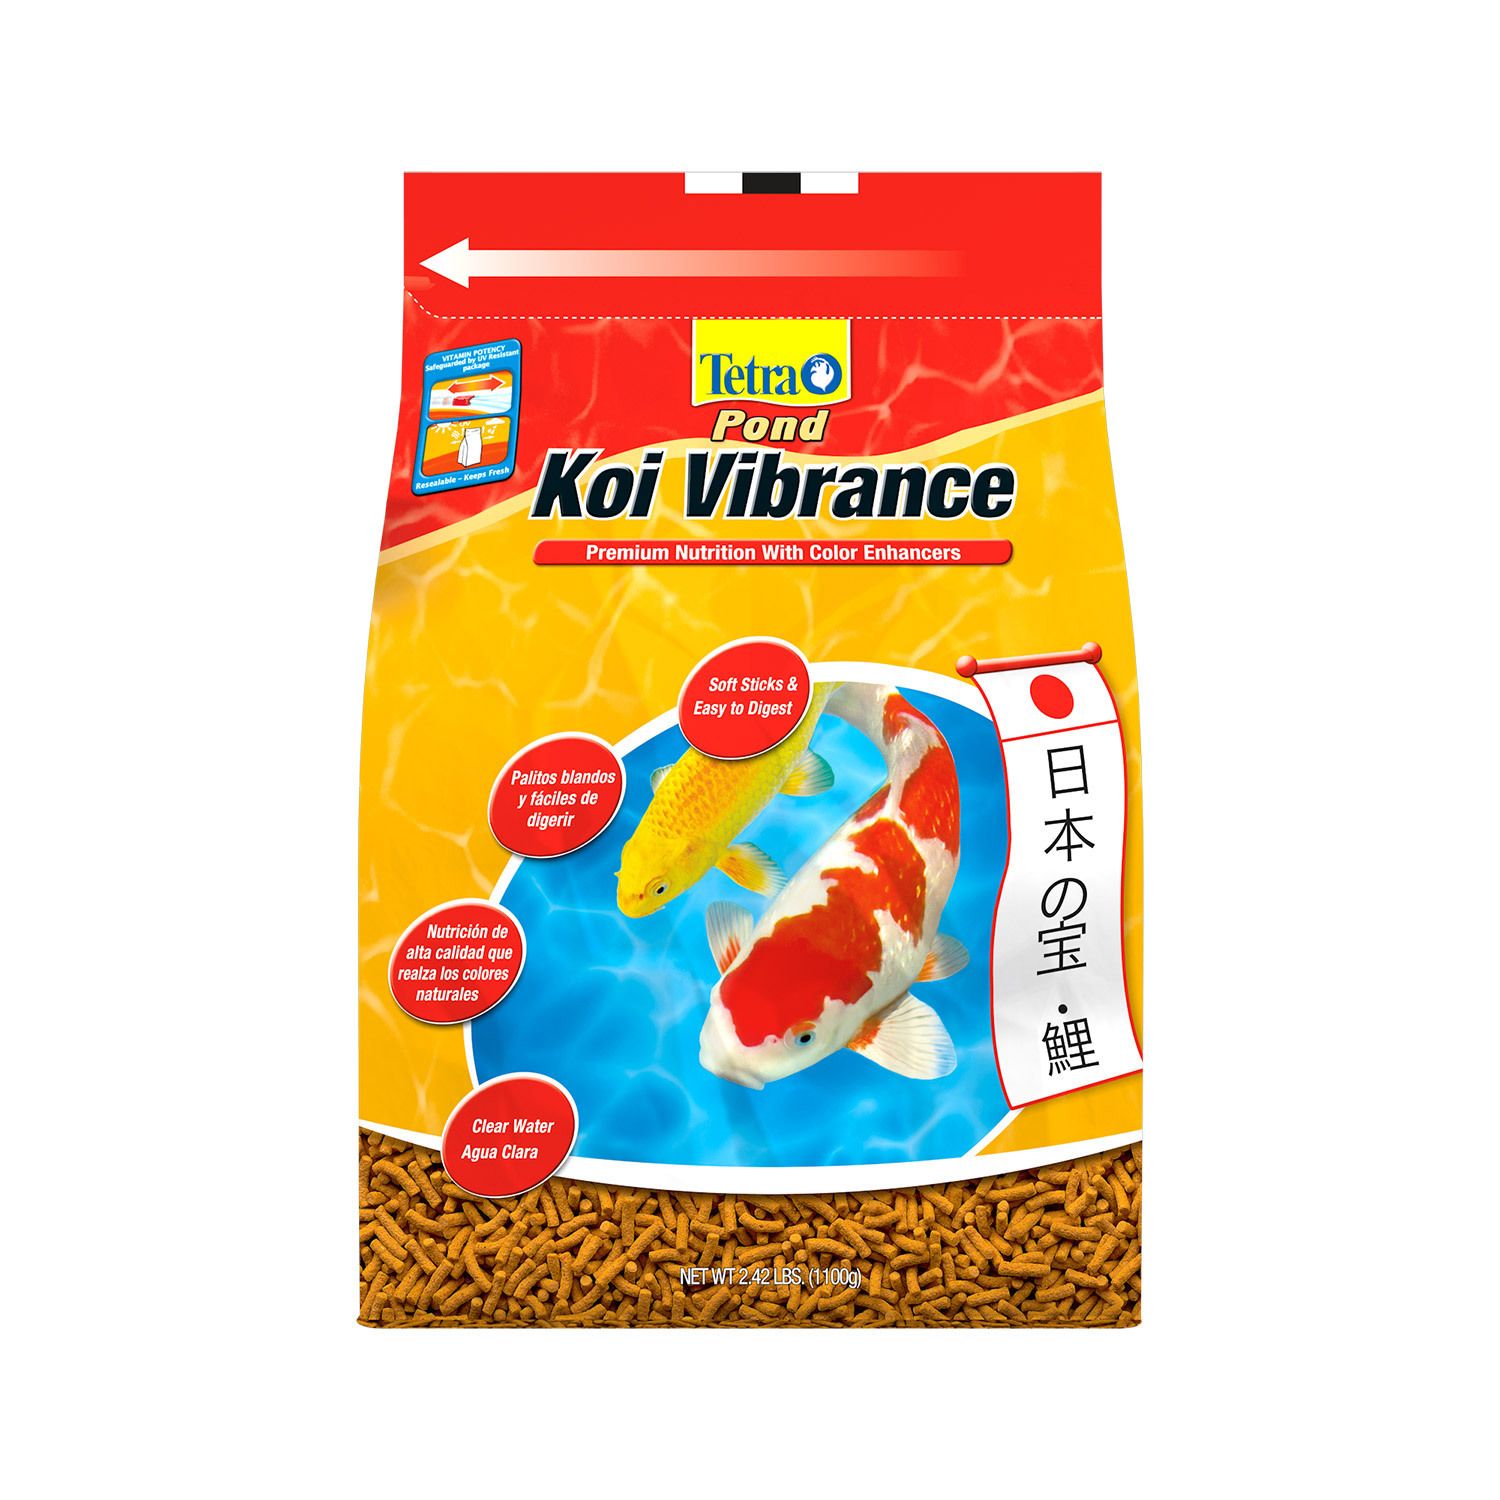 VITAMIN POTENCY
Safeguarded by UV Resistant
package
UV
Resealable – Keeps Fresh
Tetra
Pond
Koi Vibrance
Premium Nutrition With Color Enhancers
Soft Sticks &
Easy to Digest
Palitos blandos
y fáciles de
digerir
Nutrición de
alta calidad que
realza los colores
naturales
Clear Water
Agua Clara
日本の宝・鯉
NET WT 2.42 LBS. (1100g)